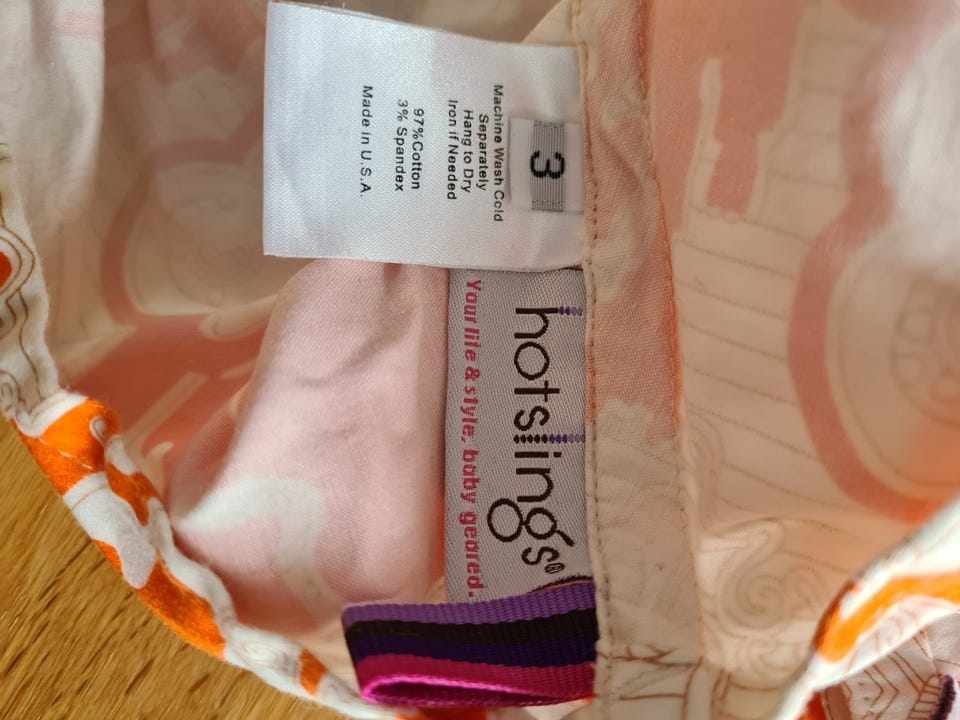 3
Machine Wash Cold
Separately
Hang to Dry
Iron if Needed
97%Cotton
3% Spandex
Made in U.S.A.
hotslings®
Your life & style, baby geared.